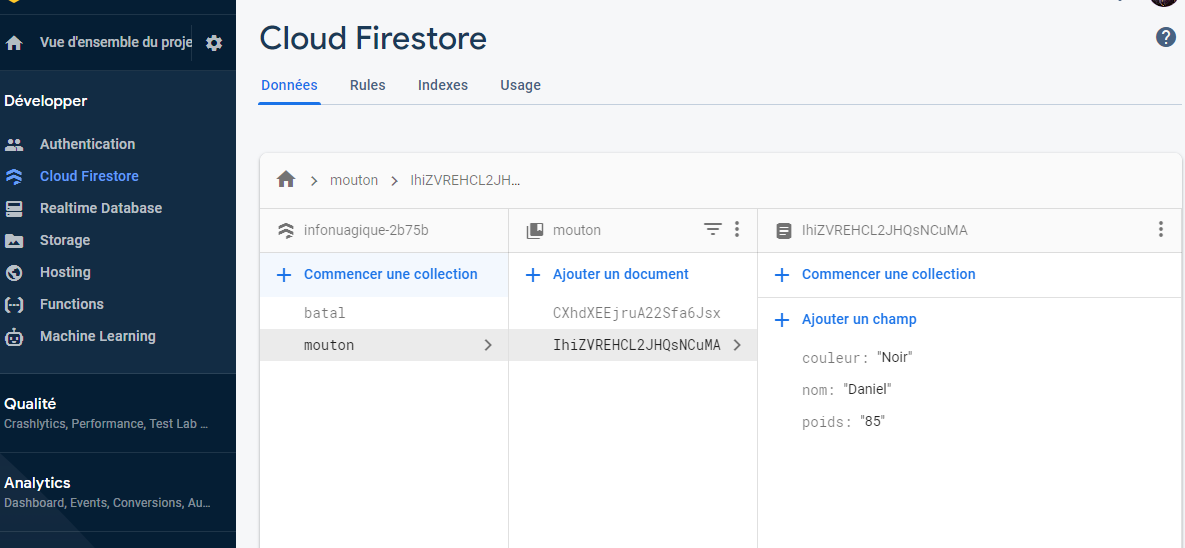 Vue d'ensemble du proje
Développer
Authentication
Cloud Firestore
Realtime Database
Storage
Hosting
Functions
Machine Learning
Qualité
Crashlytics, Performance, Test Lab ...
Analytics
Dashboard, Events, Conversions, Au...
Cloud Firestore
Données Rules Indexes Usage
mouton IhiZVREHCL2JH...
infonuagique-2b75b
Commencer une collection
batal
mouton
mouton
Ajouter un document
CXhdXEEjruA22Sfa6Jsx
IhiZVREHCL2JHQsNCuMA
IhiZVREHCL2JHQsNCuMA
Commencer une collection
Ajouter un champ
couleur: "Noir"
nom: "Daniel"
poids: "85"